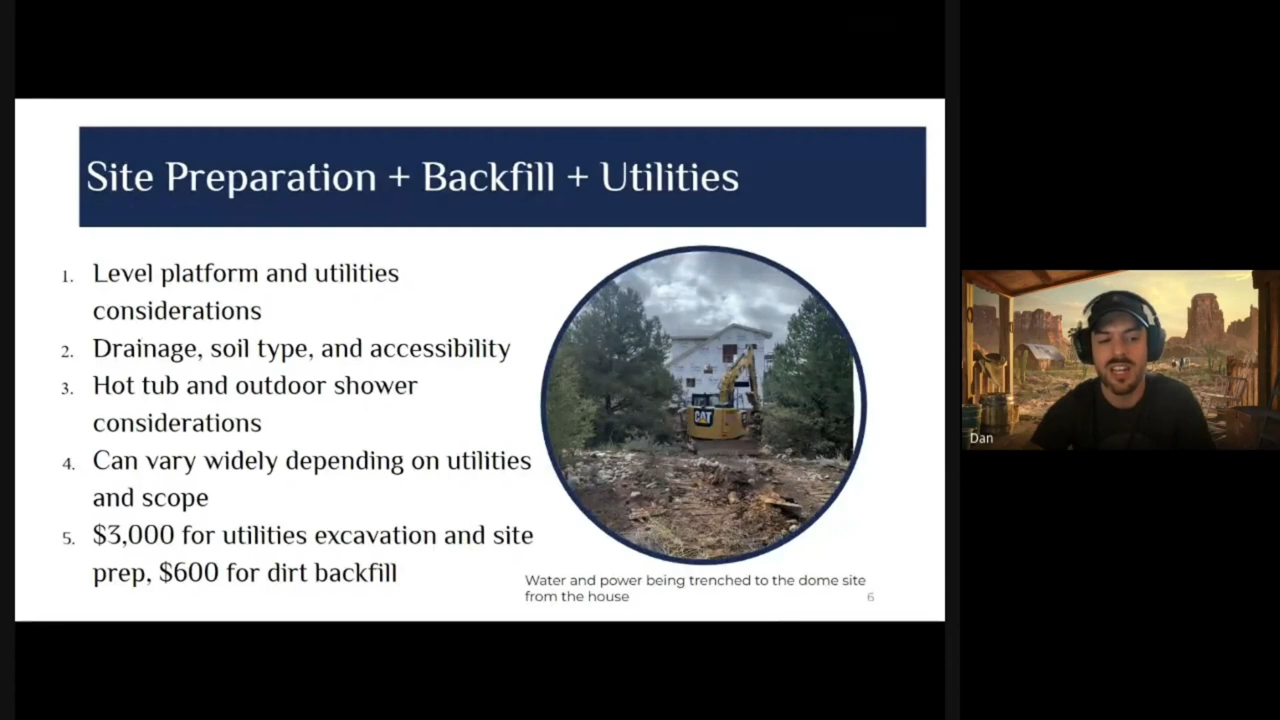 Site Preparation + Backfill + Utilities
1. Level platform and utilities
considerations
2. Drainage, soil type, and accessibility
3. Hot tub and outdoor shower
considerations
4. Can vary widely depending on utilities
and scope
5. $3,000 for utilities excavation and site
prep, $600 for dirt backfill
CAT
Water and power being trenched to the dome site
from the house
6
Dan